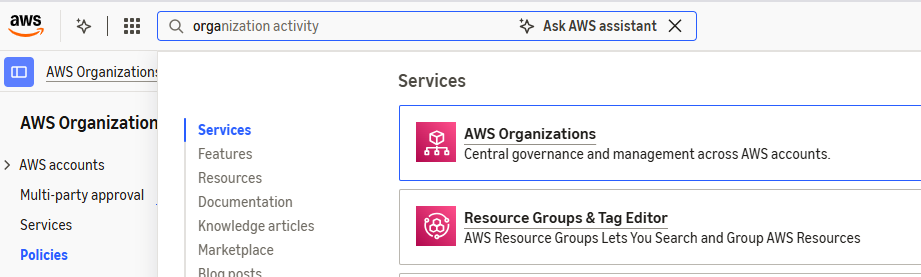 aws
organization activity
Ask AWS assistant
AWS Organizations
AWS Organization
AWS accounts
Multi-party approval
Services
Policies
Services
Features
Resources
Documentation
Knowledge articles
Marketplace
Blog posts
Services
AWS Organizations
Central governance and management across AWS accounts.
Resource Groups & Tag Editor
AWS Resource Groups Lets You Search and Group AWS Resources